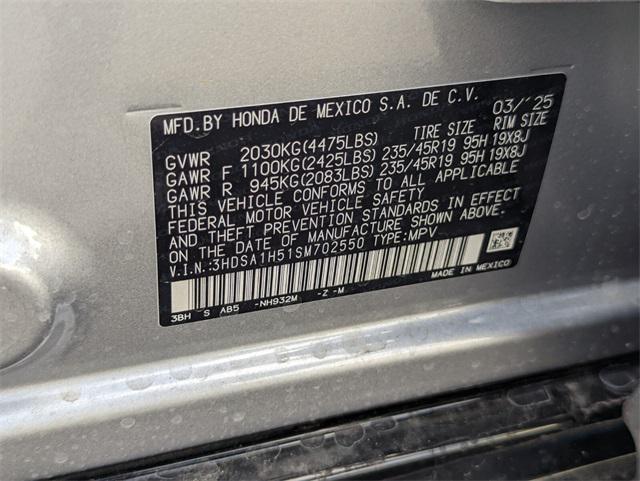 MFD.BY HONDA DE MEXICO S.A. DE C.V. 03/'25
GVWR 2030KG(4475LBS) TIRE SIZE RIM SIZE
GAWR F 1100KG(2425LBS) 235/45R19 95H 19X8J
GAWR R 945KG(2083LBS) 235/45R19 95H 19X8J
THIS VEHICLE CONFORMS TO ALL APPLICABLE
FEDERAL MOTOR VEHICLE SAFETY
AND THEFT PREVENTION STANDARDS IN EFFECT
ON THE DATE OF MANUFACTURE SHOWN ABOVE.
V.I.N.:3HDSA1H51SM702550 TYPE:MPV
MADE IN MEXICO
3BH S AB5 -NH932M -Z -M